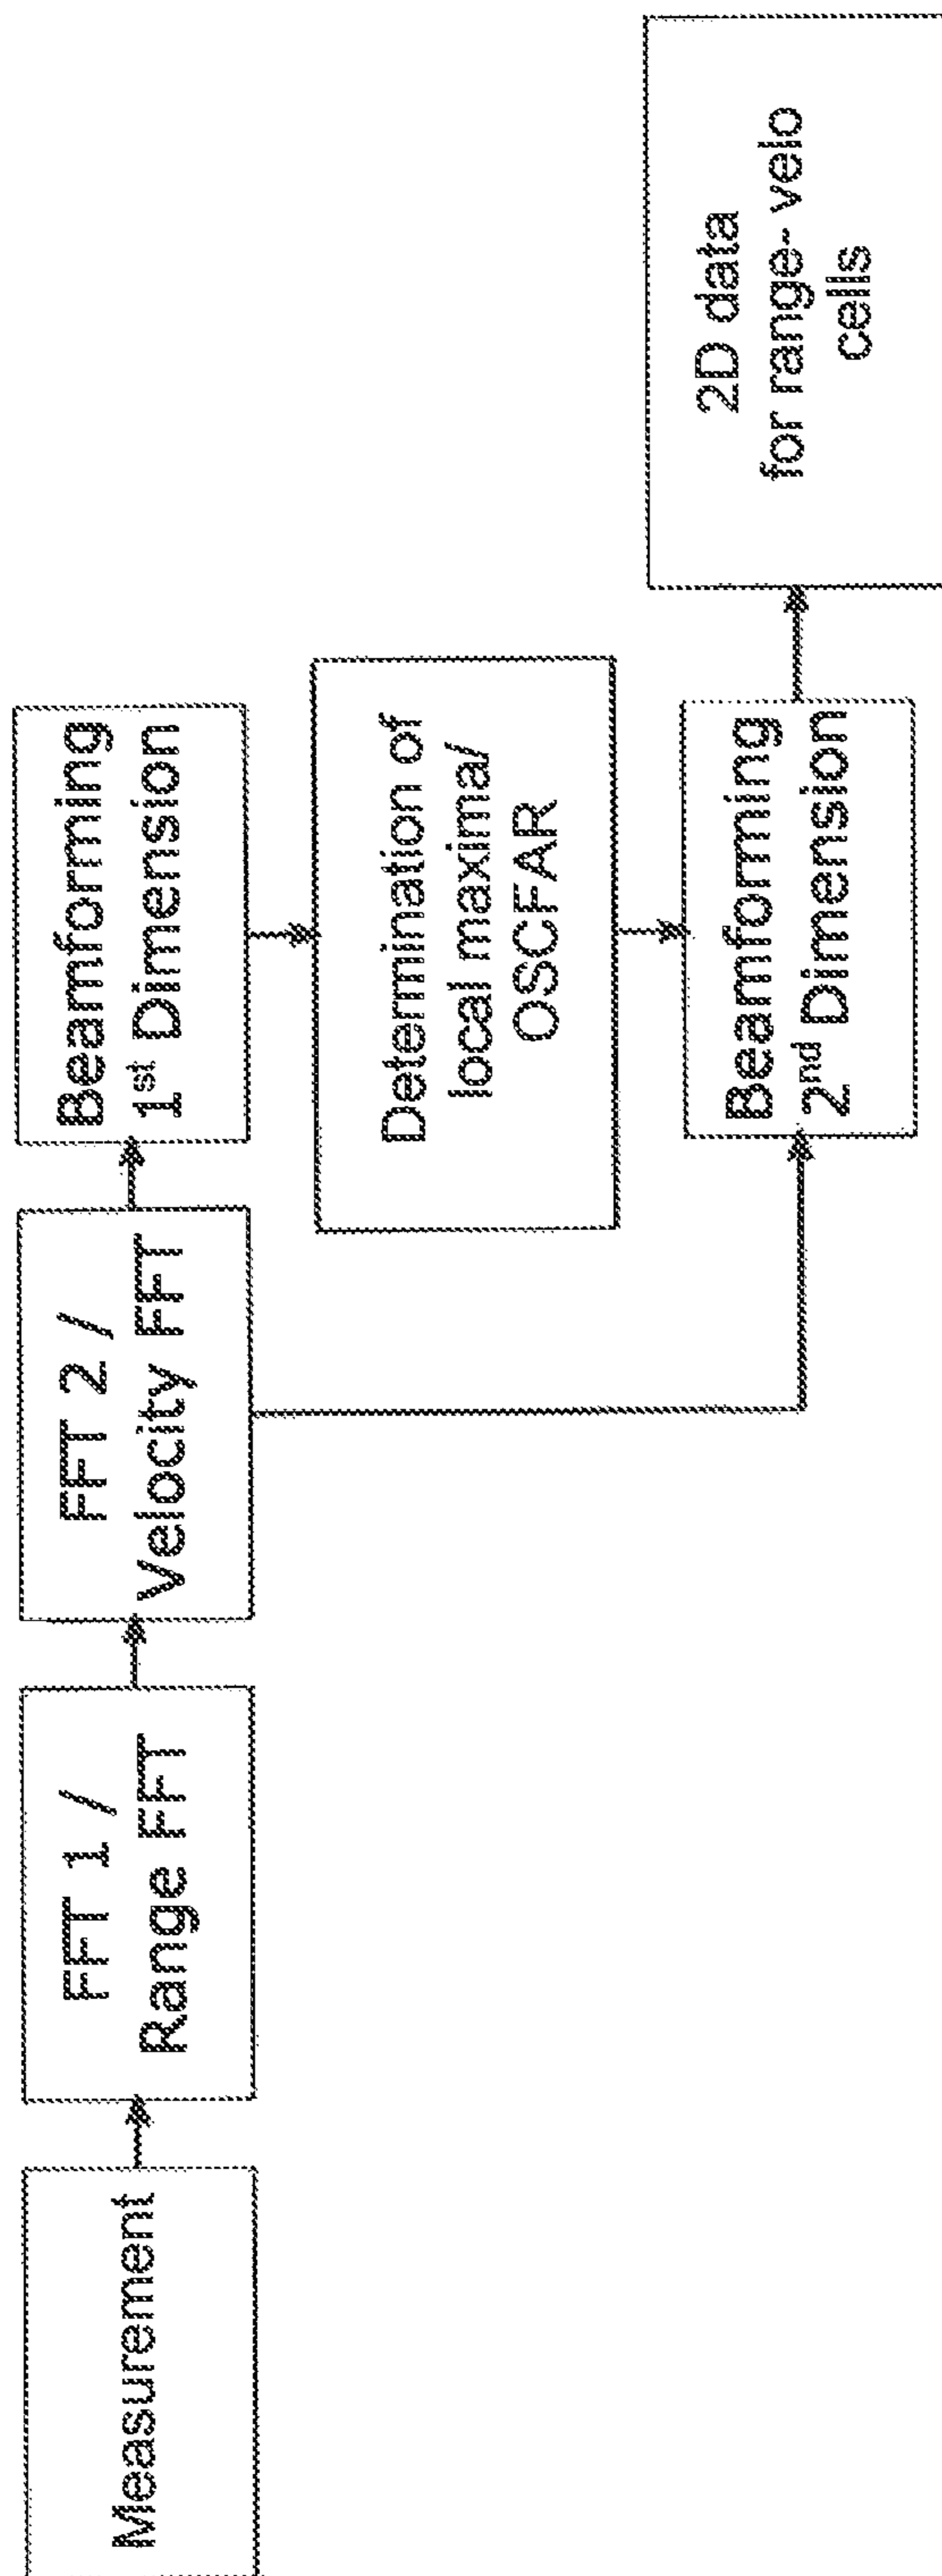 Measurement
FFT 1 /
Range FFT
FFT 2 /
Velocity FFT
Beamforming
1st Dimension
Determination of
local maxima/
OSCFAR
Beamforming
2nd Dimension
2D data
for range- velo
cells